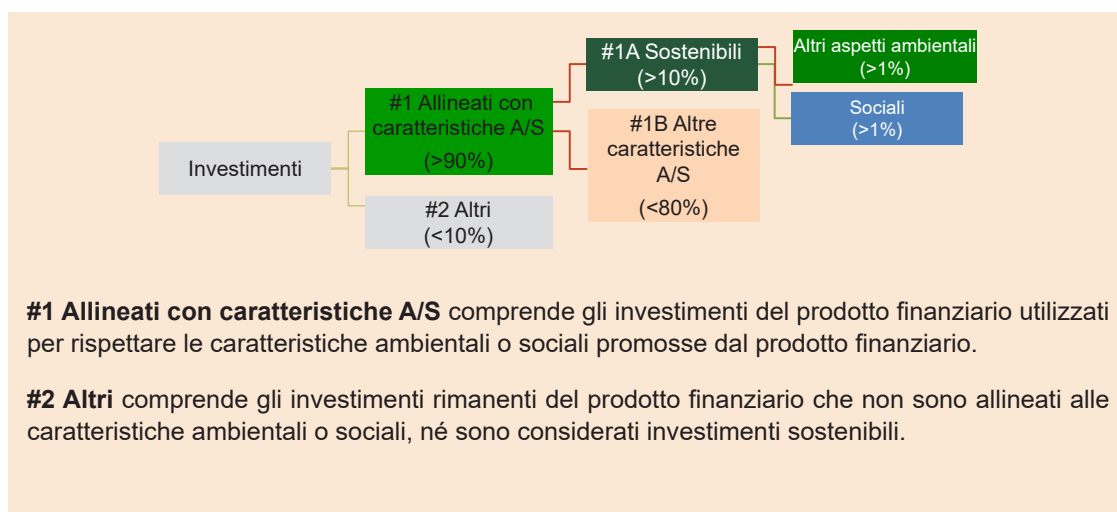 Investimenti
#1 Allineati con
caratteristiche A/S
(>90%)
#2 Altri
(<10%)
#1A Sostenibili
(>10%)
#1B Altre
caratteristiche
A/S
(<80%)
Altri aspetti ambientali
(>1%)
Sociali
(>1%)
#1 Allineati con caratteristiche A/S comprende gli investimenti del prodotto finanziario utilizzati
per rispettare le caratteristiche ambientali o sociali promosse dal prodotto finanziario.
#2 Altri comprende gli investimenti rimanenti del prodotto finanziario che non sono allineati alle
caratteristiche ambientali o sociali, né sono considerati investimenti sostenibili.